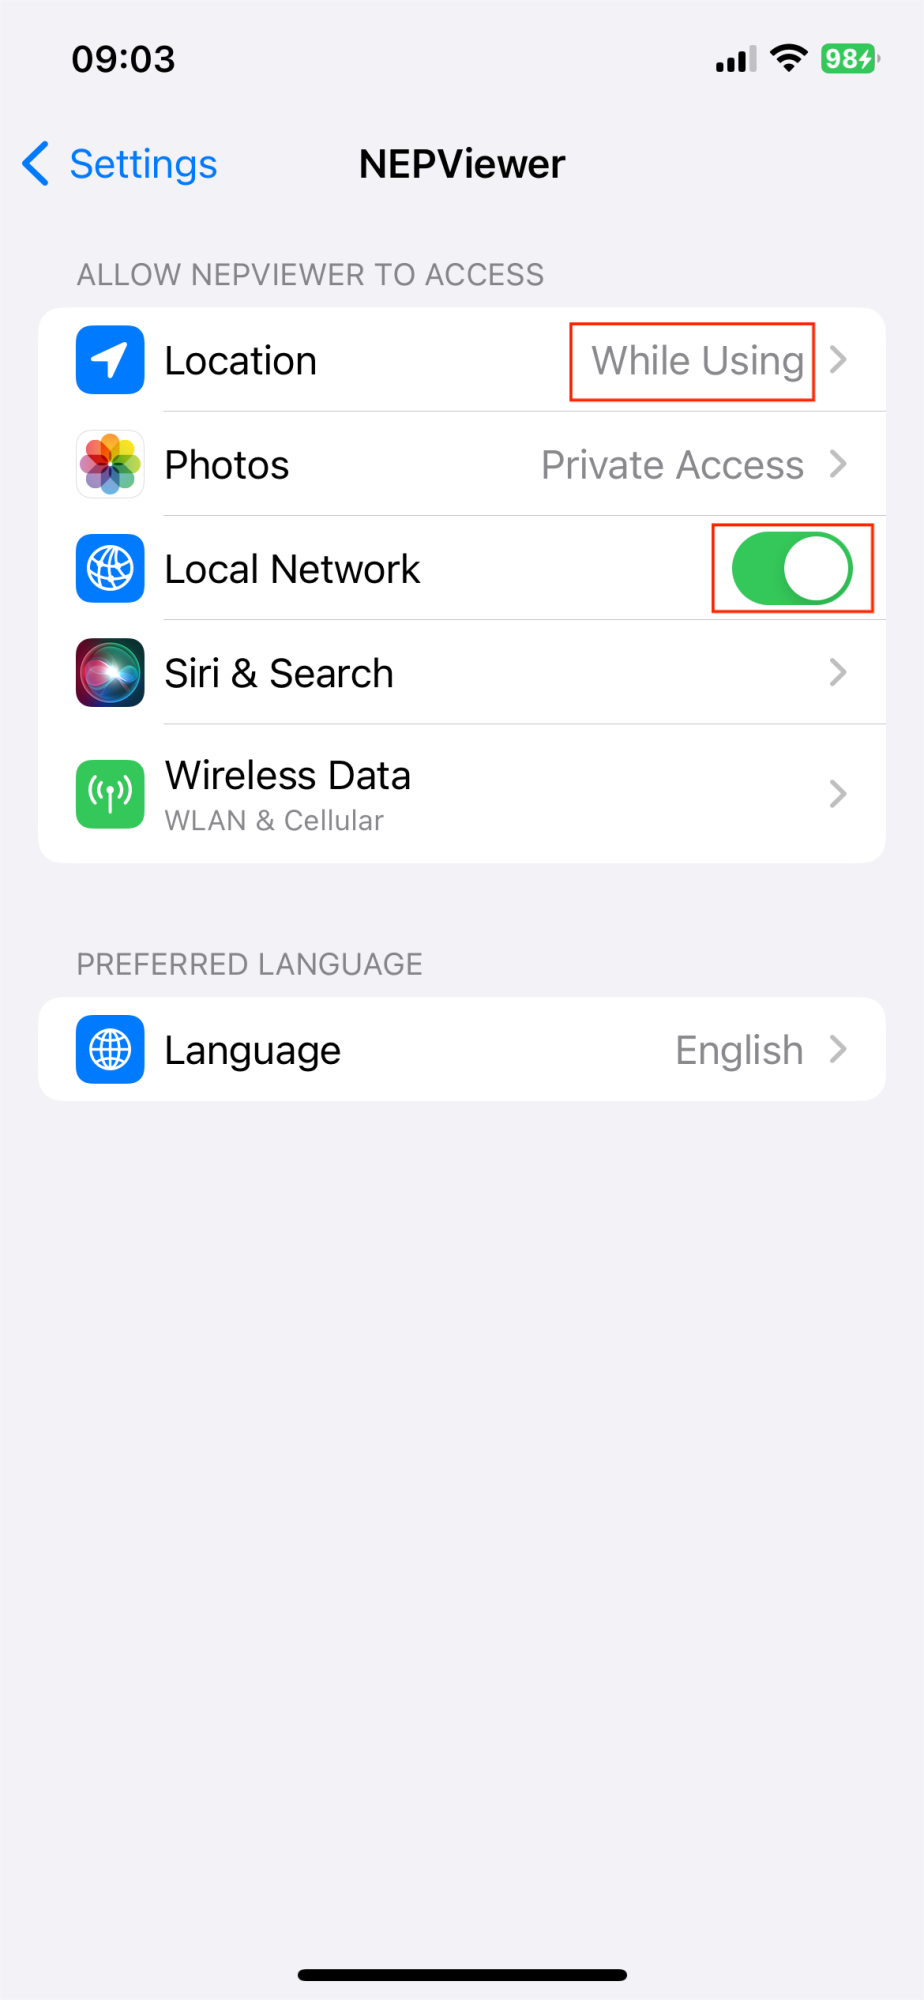 09:03
98
Settings
NEPViewer
ALLOW NEPVIEWER TO ACCESS
Location
While Using
Photos
Private Access
Local Network
Siri & Search
Wireless Data
WLAN & Cellular
PREFERRED LANGUAGE
Language
English